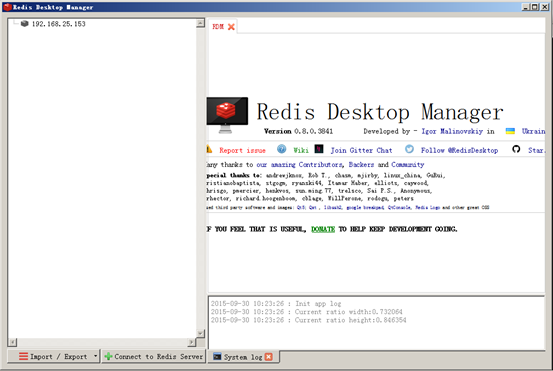 Redis Desktop Manager
192.168.25.153
RDM
Redis Desktop Manager
Version 0.8.0.3841 Developed by - Igor Malinovskiy in Ukrain
Report issue Wiki Join Gitter Chat Follow @RedisDesktop Star
any thanks to our amazing Contributors, Backers and Community
pecial thanks to: andrewjknox, Rob T., chasm, mjirby, linux_china, GuRui,
ristianobaptista, stgogm, ryanski44, Itamar Haber, elliots, caywood,
hrisgo, pmercier, henkvos, sun.ming.77, trelsco, Sai P.S., Anonymous,
rhector, richard.hoogenboom, cblage, WillPerone, rodogu, peters
sed third party software and images: Qt5, Qwt, libssh2, google breakpad, QtConsole, Redis Logo and other great OSS
F YOU FEEL THAT IS USEFUL, DONATE TO HELP KEEP DEVELOPMENT GOING.
2015-09-30 10:23:26 : Init app log
2015-09-30 10:23:26 : Current ratio width:0.732064
2015-09-30 10:23:26 : Current ratio height:0.846354
Import / Export
Connect to Redis Server
System log